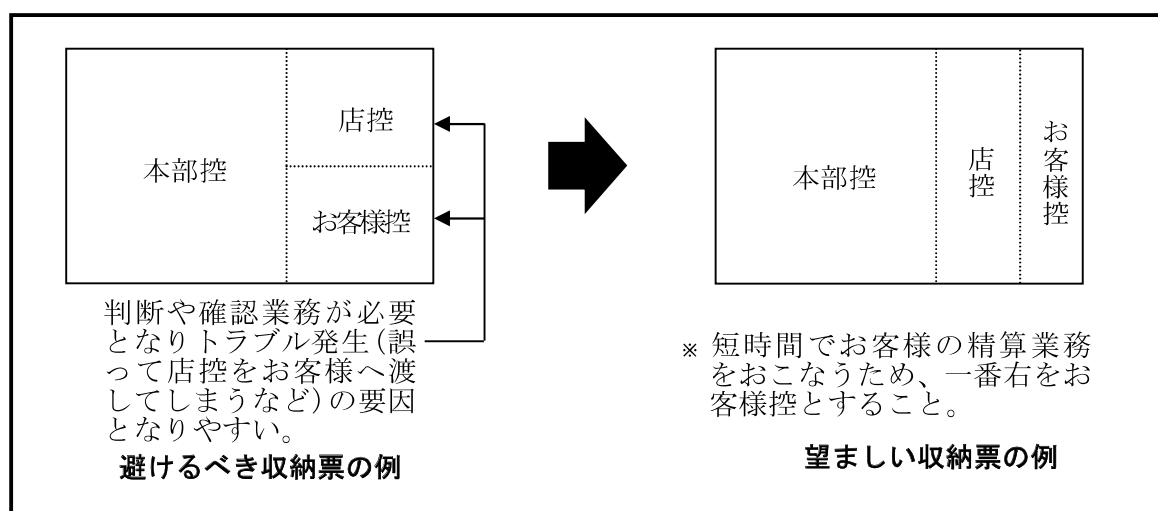 本部控
店控
お客様控
判断や確認業務が必要
となりトラブル発生(誤
って店控をお客様へ渡
してしまうなど)の要因
となりやすい。
避けるべき収納票の例
本部控
店控
お客様控
※ 短時間でお客様の精算業務
をおこなうため、一番右をお
客様控とすること。
望ましい収納票の例